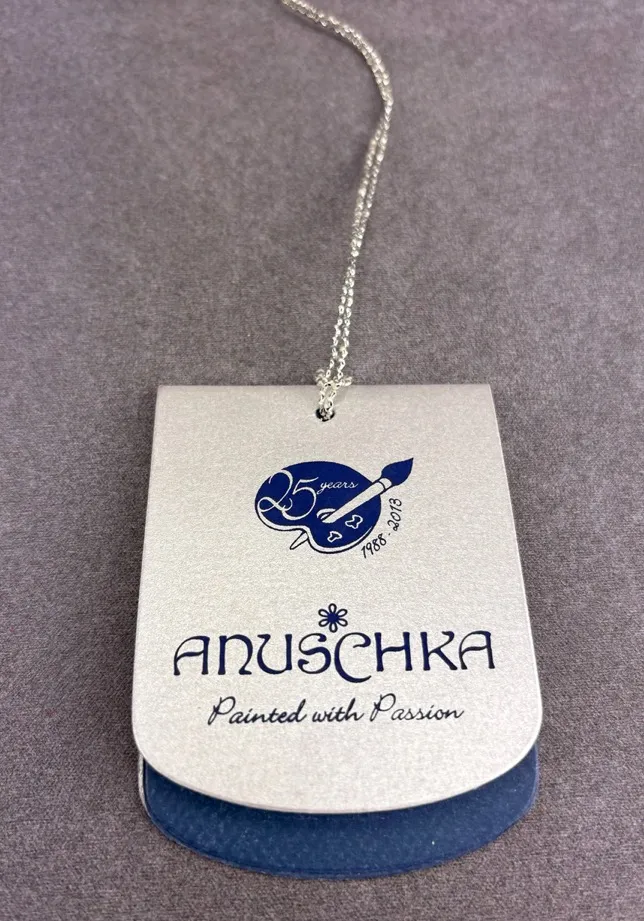 25 years
1988 - 2013
ANUSCHKA
Painted with Passion